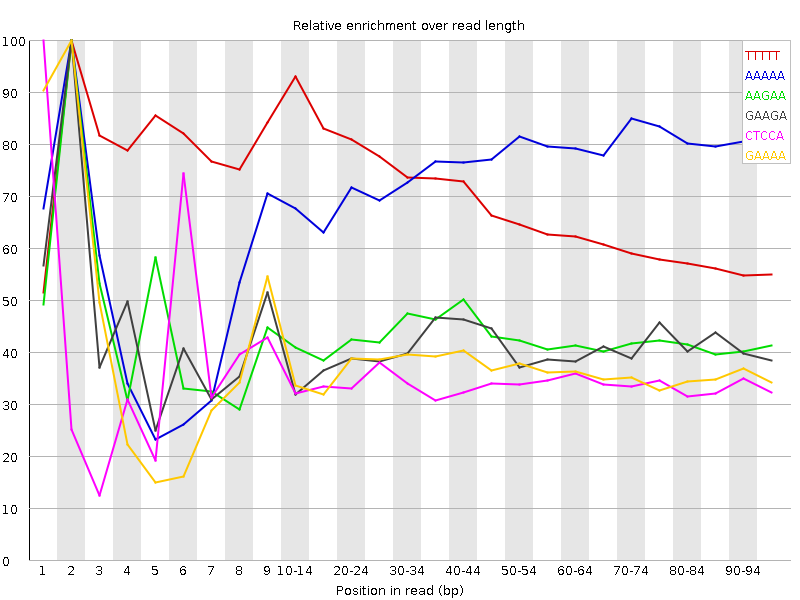 Relative enrichment over read length
100
90
80
70
60
50
40
30
20
10
0
TTTTT
AAAAA
AAGAA
GAAGA
CTCCA
GAAAA
1 2 3 4 5 6 7 8 9 10-14 20-24 30-34 40-44 50-54 60-64 70-74 80-84 90-94
Position in read (bp)